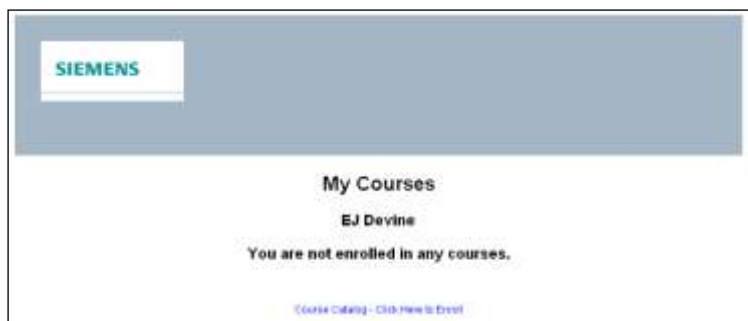 SIEMENS
My Courses
EJ Devine
You are not enrolled in any courses.
Course Catalog - Click Here to Enroll